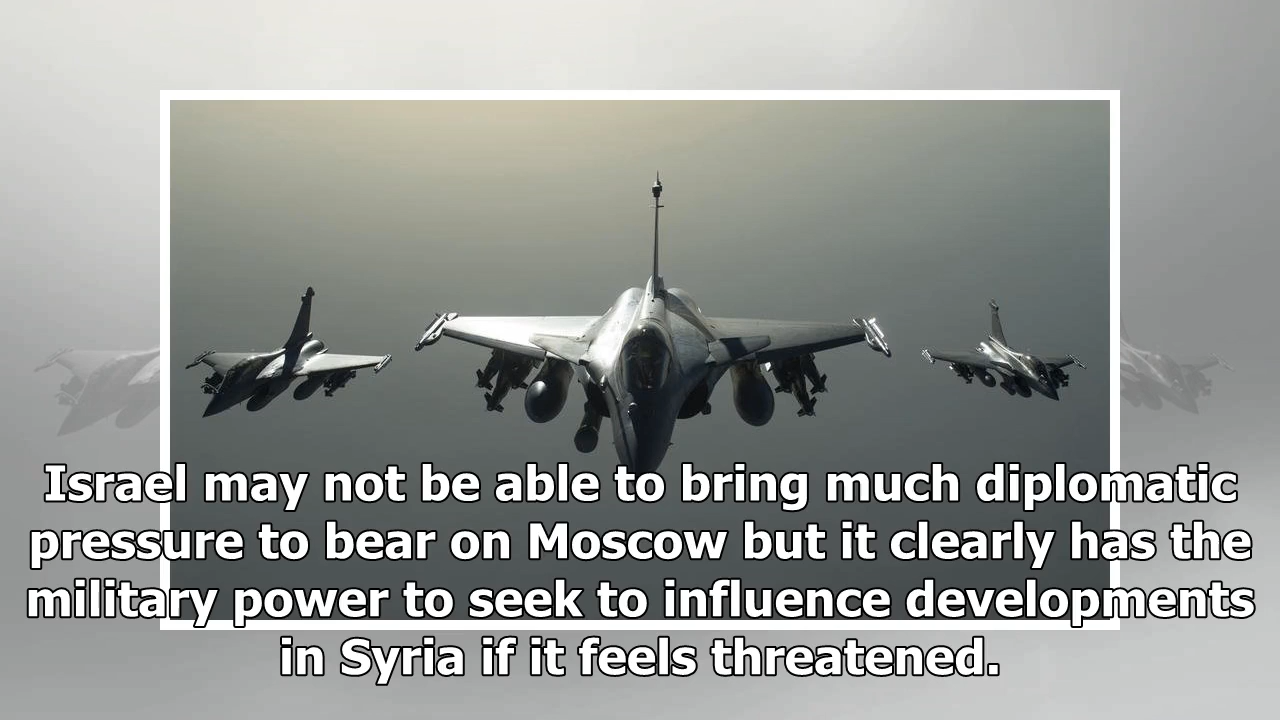 Israel may not be able to bring much diplomatic
pressure to bear on Moscow but it clearly has the
military power to seek to influence developments
in Syria if it feels threatened.